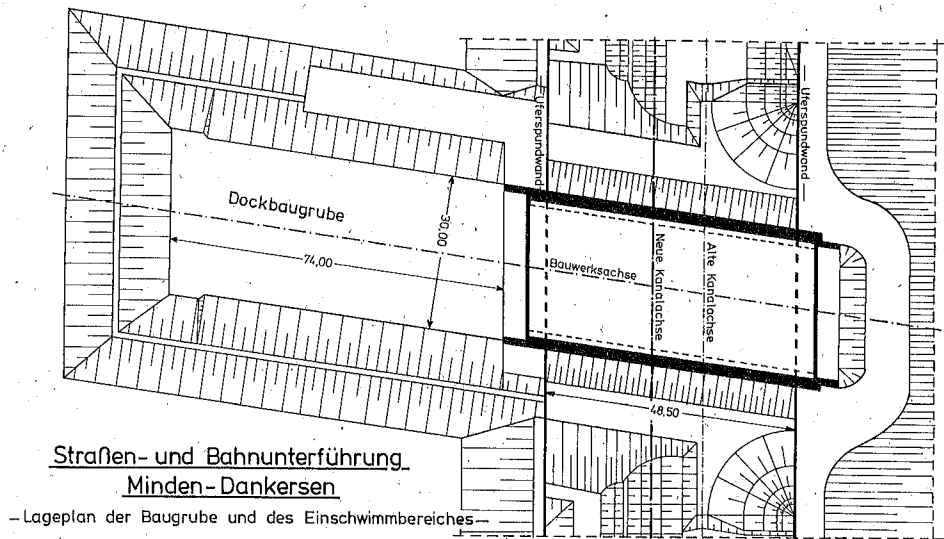 Uferspundwand
— Uferspundwand —
Dockbaugrube
30,00
74,00
Bauwerksachse
Neue Kanalachse
Alte Kanalachse
48,50
Straßen- und Bahnunterführung
Minden-Dankersen
— Lageplan der Baugrube und des Einschwimmbereiches —